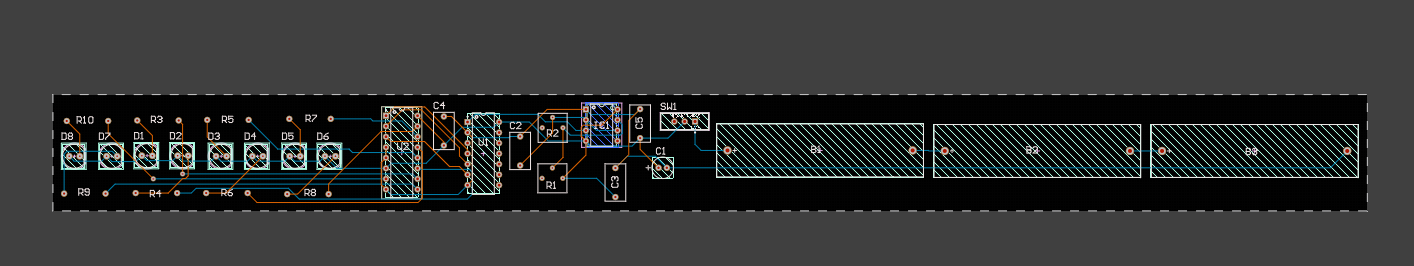 R10 R3 R5 R7
D8 D7 D1 D2 D3 D4 D5 D6
R9 R4 R6 R8
U2
C4
U1
C2
R2
R1
IC1
C5
C3
SW1
C1
+
B1
+
B2
+
B3
+